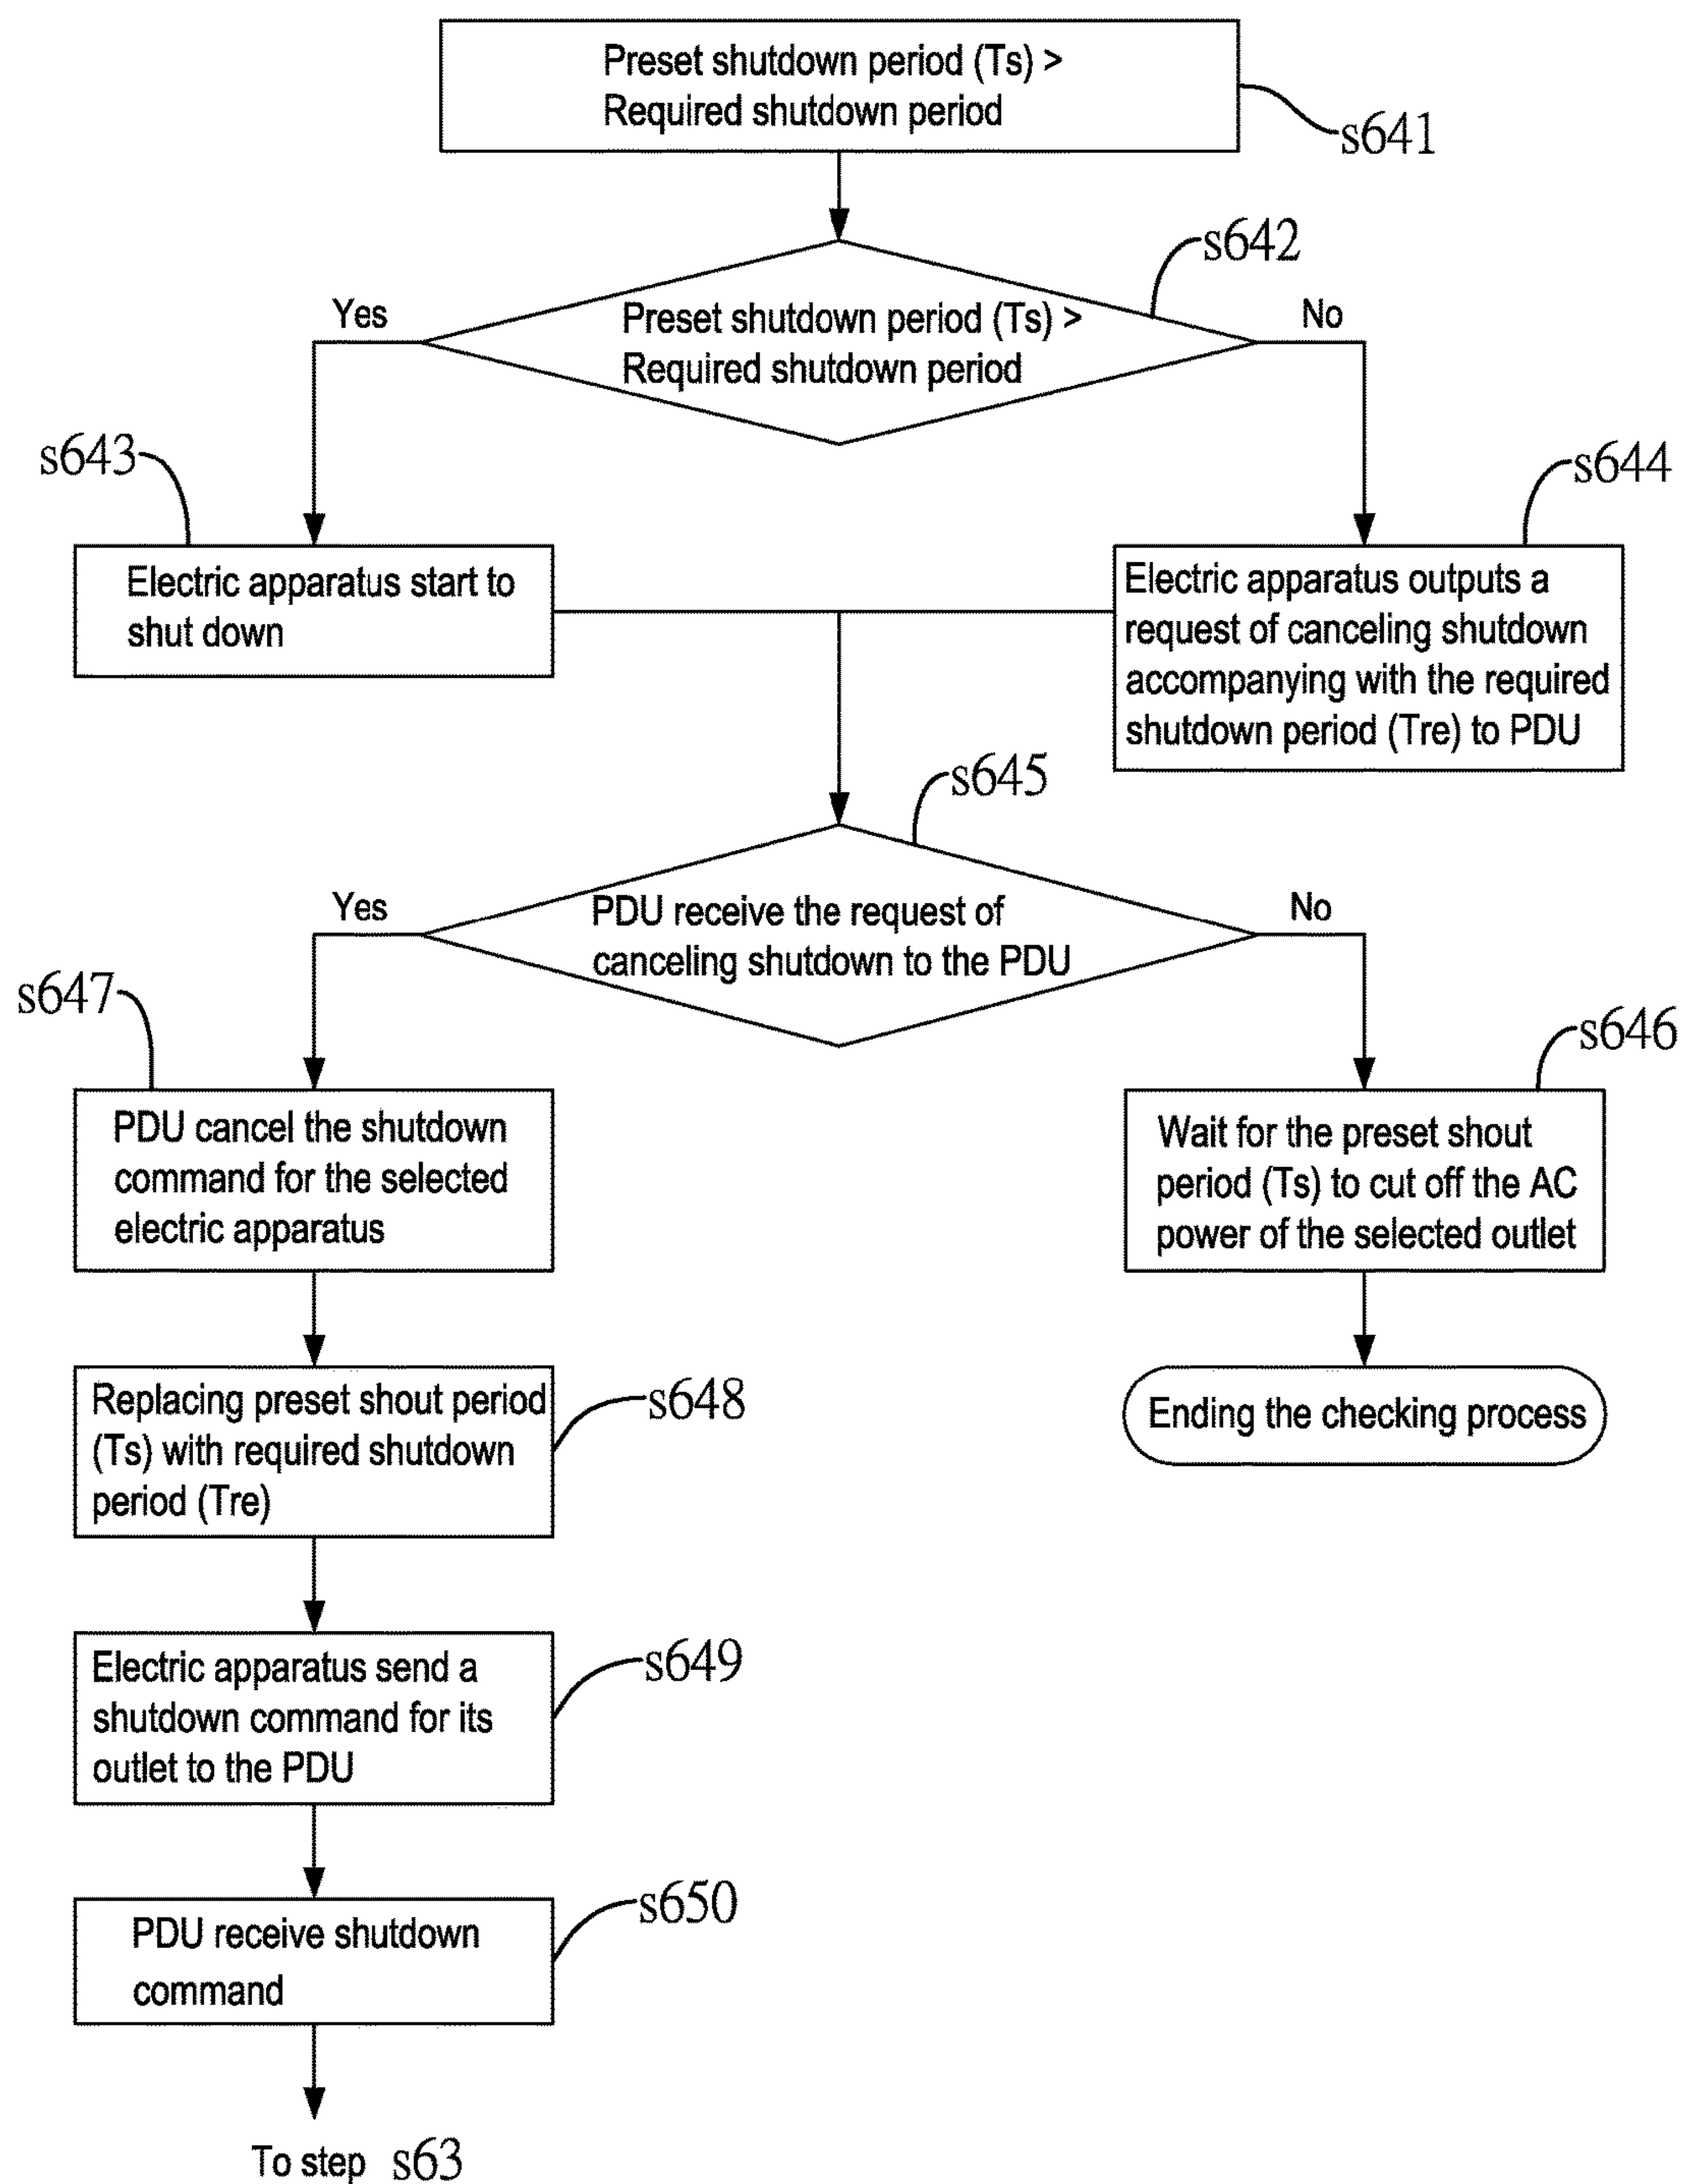 Preset shutdown period (Ts) >
Required shutdown period
s641
s642
Yes
Preset shutdown period (Ts) >
Required shutdown period
No
s643
s644
Electric apparatus start to
shut down
Electric apparatus outputs a
request of canceling shutdown
accompanying with the required
shutdown period (Tre) to PDU
s645
Yes
PDU receive the request of
canceling shutdown to the PDU
No
s647
s646
PDU cancel the shutdown
command for the selected
electric apparatus
Wait for the preset shout
period (Ts) to cut off the AC
power of the selected outlet
Replacing preset shout period
(Ts) with required shutdown
period (Tre)
s648
Ending the checking process
Electric apparatus send a
shutdown command for its
outlet to the PDU
s649
PDU receive shutdown
command
s650
To step s63